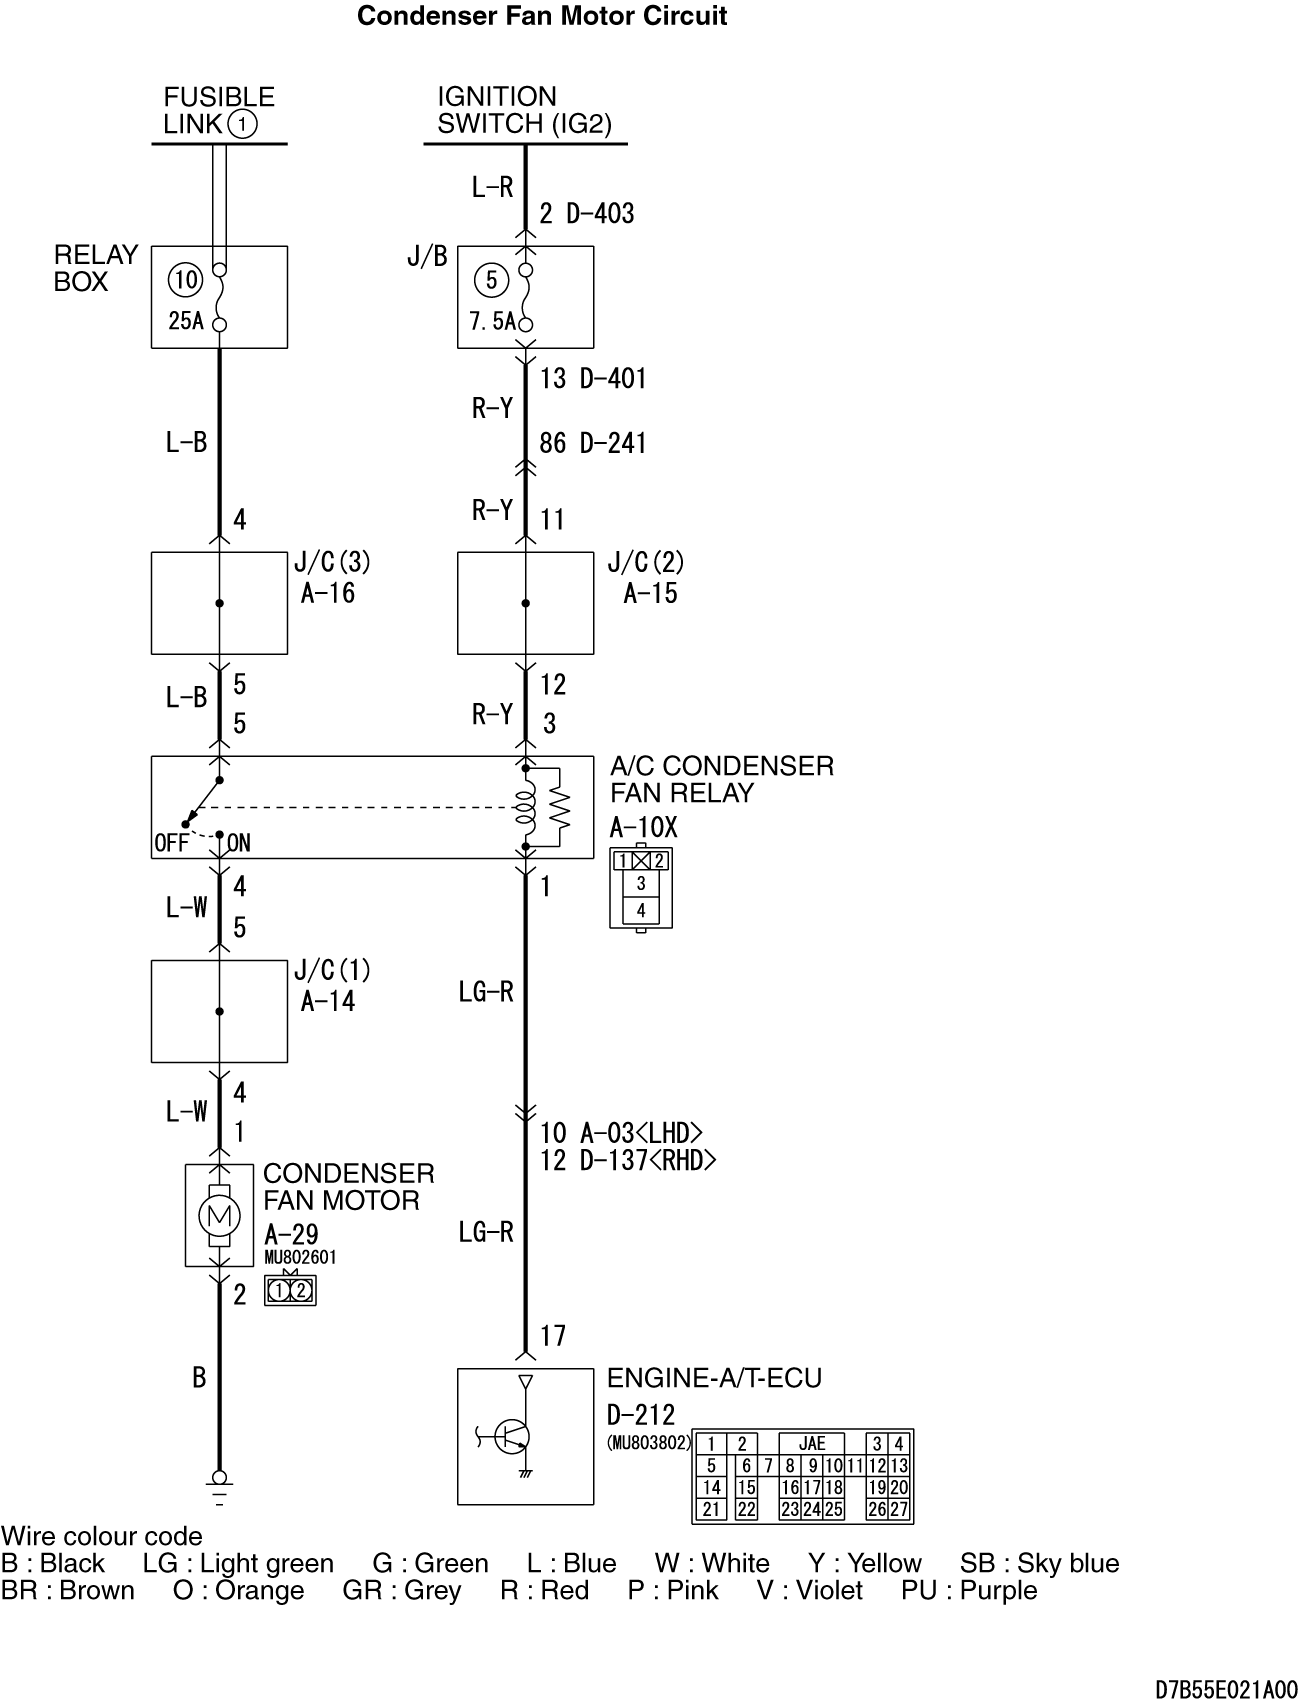 Condenser Fan Motor Circuit
FUSIBLE
LINK 1
IGNITION
SWITCH (IG2)
L-R
2 D-403
RELAY
BOX
10
25A
J/B
5
7.5A
13 D-401
R-Y
L-B
86 D-241
4
R-Y
11
J/C(3)
A-16
J/C(2)
A-15
5
L-B
5
12
R-Y
3
OFF
ON
A/C CONDENSER
FAN RELAY
A-10X
1 2
3
4
4
L-W
5
1
J/C(1)
A-14
LG-R
4
L-W
1
10 A-03<LHD>
12 D-137<RHD>
CONDENSER
FAN MOTOR
M
A-29
MU802601
1 2
2
LG-R
17
B
ENGINE-A/T-ECU
D-212
(MU803802)
1 2 JAE 3 4
5 6 7 8 9 10 11 12 13
14 15 16 17 18 19 20
21 22 23 24 25 26 27
Wire colour code
B : Black LG : Light green G : Green L : Blue W : White Y : Yellow SB : Sky blue
BR : Brown O : Orange GR : Grey R : Red P : Pink V : Violet PU : Purple
D7B55E021A00